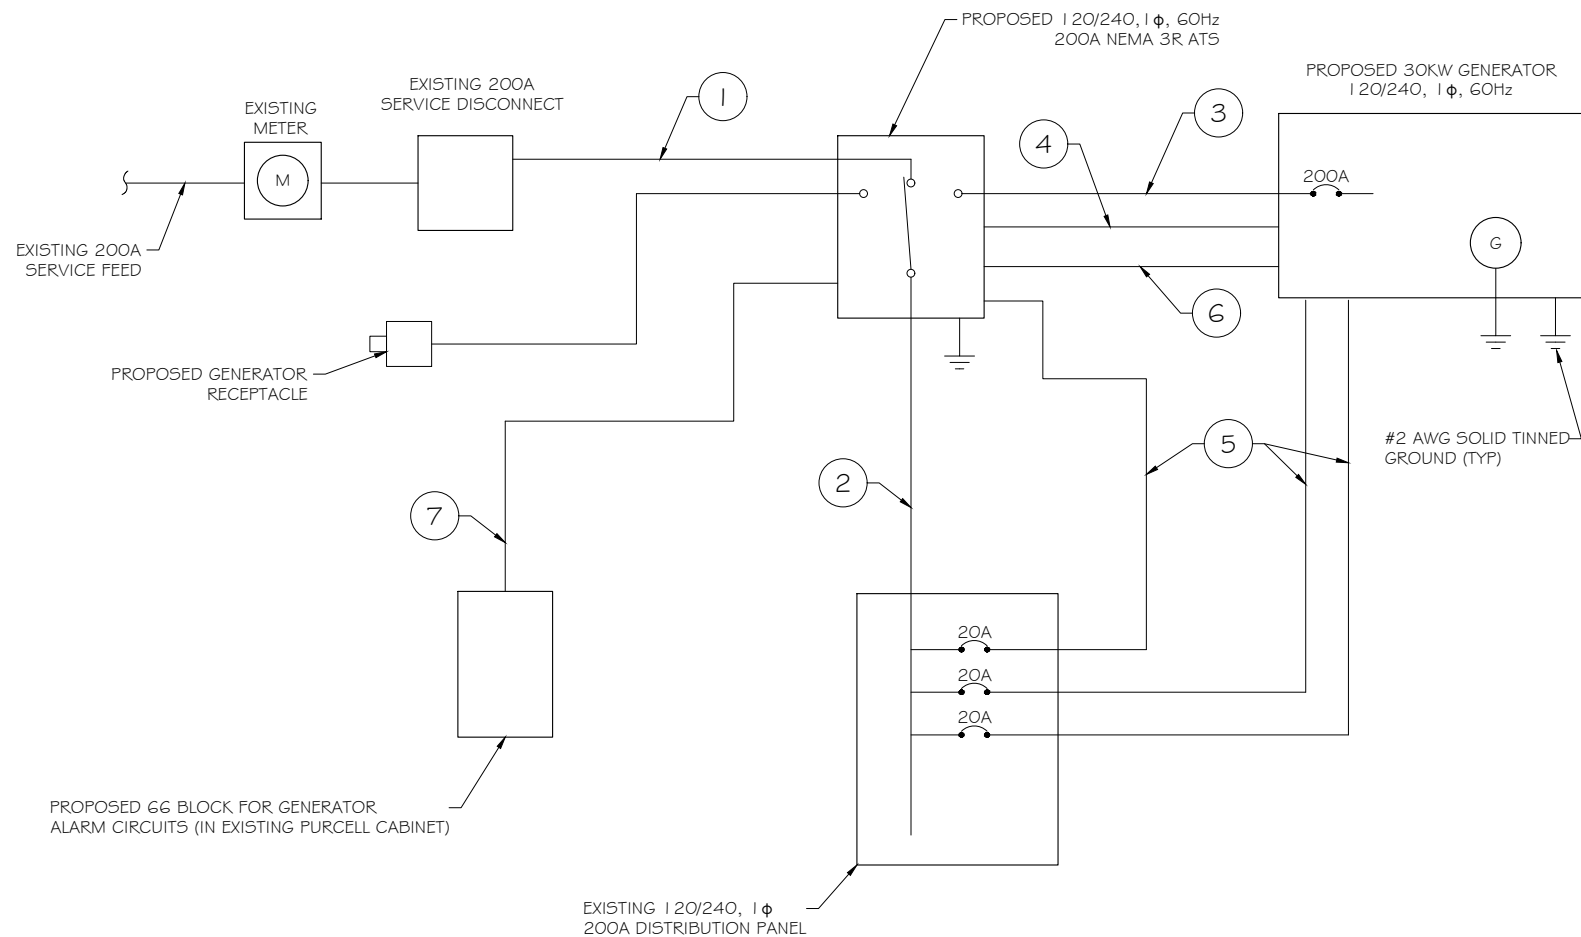 PROPOSED 120/240, 1ϕ, 60Hz
200A NEMA 3R ATS
PROPOSED 30KW GENERATOR
120/240, 1ϕ, 60Hz
EXISTING 200A
SERVICE DISCONNECT
EXISTING
METER
1
3
4
M
200A
EXISTING 200A
SERVICE FEED
G
6
PROPOSED GENERATOR
RECEPTACLE
5
#2 AWG SOLID TINNED
GROUND (TYP)
2
7
20A
20A
20A
PROPOSED 66 BLOCK FOR GENERATOR
ALARM CIRCUITS (IN EXISTING PURCELL CABINET)
EXISTING 120/240, 1ϕ
200A DISTRIBUTION PANEL